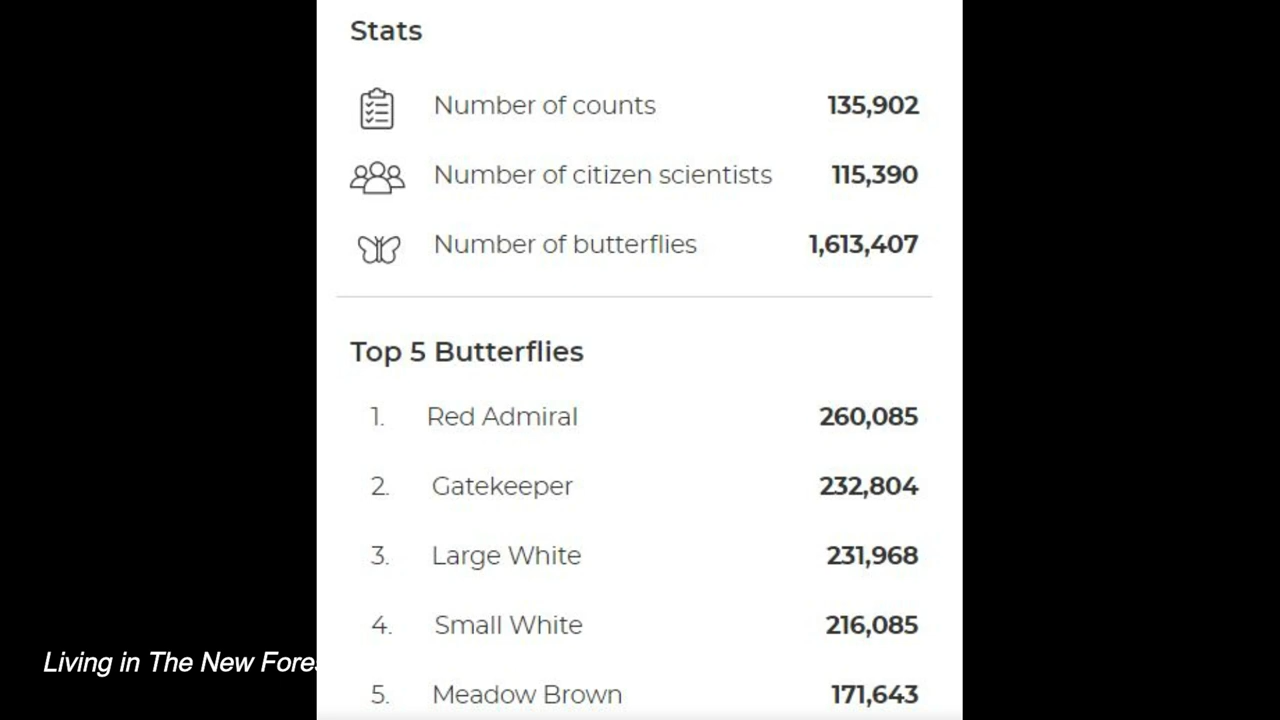 Stats
Number of counts 135,902
Number of citizen scientists 115,390
Number of butterflies 1,613,407
Top 5 Butterflies
1. Red Admiral 260,085
2. Gatekeeper 232,804
3. Large White 231,968
4. Small White 216,085
5. Meadow Brown 171,643
Living in The New